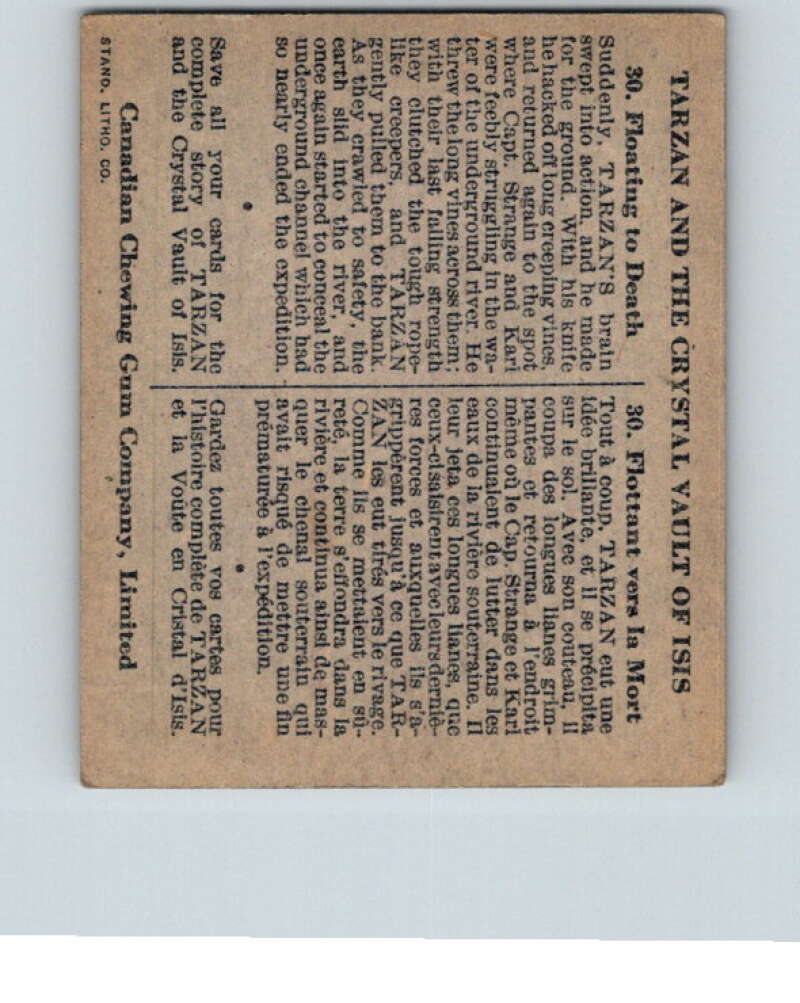 TARZAN AND THE CRYSTAL VAULT OF ISIS
30. Floating to Death
Suddenly, TARZAN'S brain
swept into action, and he made
for the ground. With his knife
he hacked off long creeping vines,
and returned again to the spot
where Capt. Strange and Karl
were feebly struggling in the wa-
ter of the underground river. He
threw the long vines across them;
with their last failing strength
they clutched the tough rope-
like creepers, and TARZAN
gently pulled them to the bank.
As they crawled to safety, the
earth slid into the river, and
once again started to conceal the
underground channel which had
so nearly ended the expedition.
Save all your cards for the
complete story of TARZAN
and the Crystal Vault of Isis.
30. Flottant vers la Mort
Tout à coup, TARZAN eut une
idée brillante, et il se précipita
sur le sol. Avec son couteau, il
coupa des longues lianes grim-
pantes et retourna à l'endroit
même où le Cap. Strange et Karl
continuaient de lutter dans les
eaux de la rivière souterraine. Il
leur jeta ces longues lianes, que
ceux-ci saisirent avec leurs derniè-
res forces et auxquelles ils s'a-
grippèrent jusqu'à ce que TAR-
ZAN les eut tirés vers le rivage.
Comme ils se mettaient en sû-
reté, la terre s'effondra dans la
rivière et continua ainsi de mas-
quer le chenal souterrain qui
avait risqué de mettre une fin
prématurée à l'expédition.
Gardez toutes vos cartes pour
l'histoire complète de TARZAN
et la Voûte en Cristal d'Isis.
Canadian Chewing Gum Company, Limited
STAND. LITHO. CO.